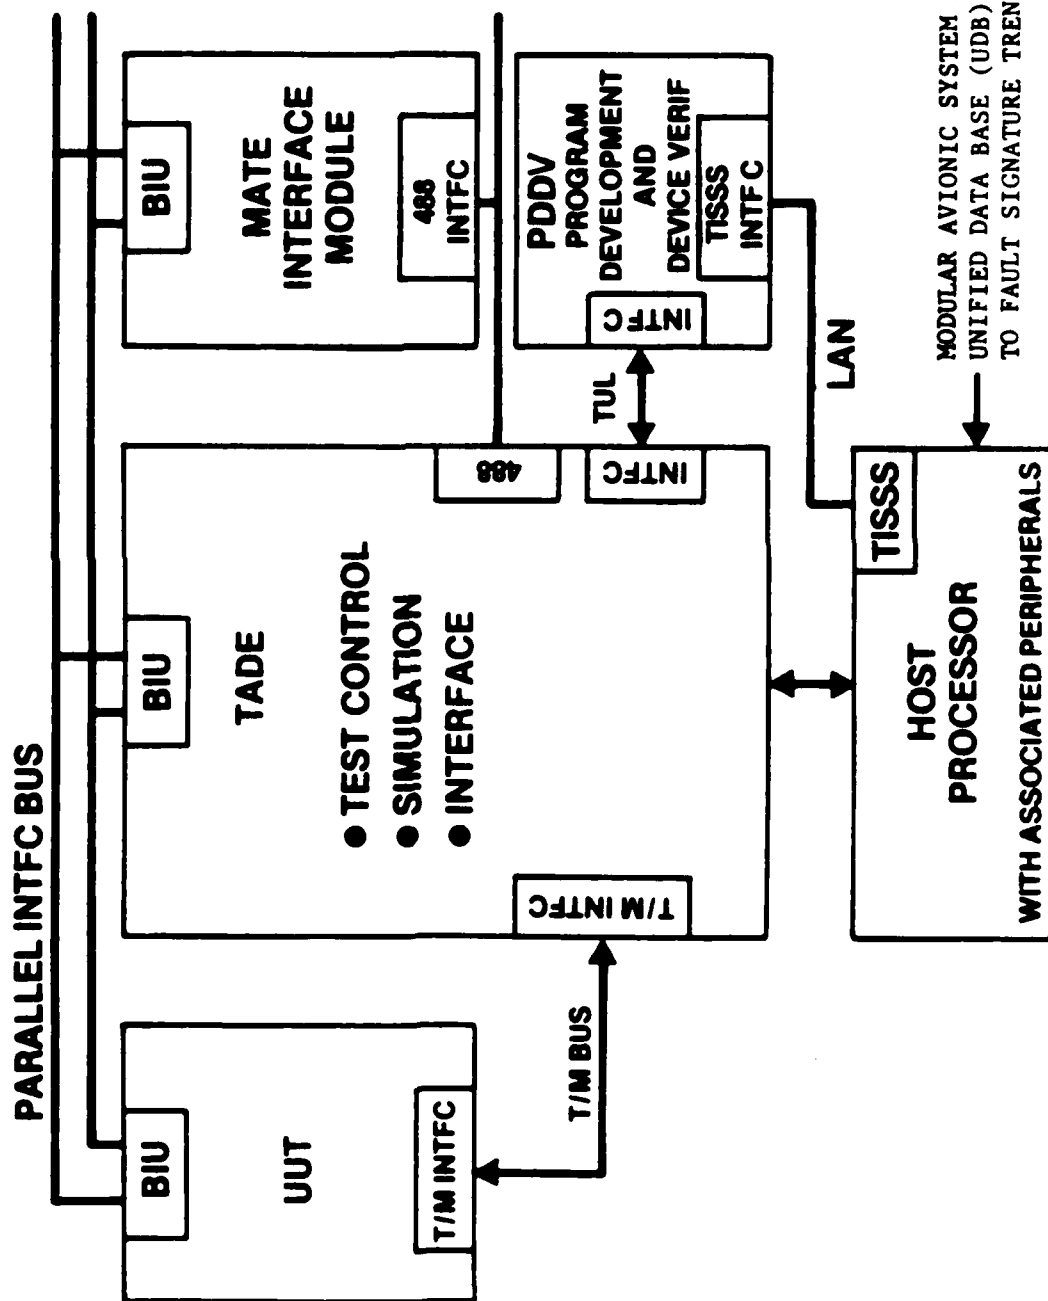 PARALLEL INTFC BUS
BIU
UUT
T/M INTFC
T/M BUS
BIU
TADE
● TEST CONTROL
● SIMULATION
● INTERFACE
T/M INTFC
488
INTFC
TUL
BIU
MATE
INTERFACE
MODULE
488
INTFC
PDDV
PROGRAM
DEVELOPMENT
AND
DEVICE VERIF
INTFC
TISSS
INTFC
LAN
TISSS
HOST
PROCESSOR
WITH ASSOCIATED PERIPHERALS
MODULAR AVIONIC SYSTEM
UNIFIED DATA BASE (UDB)
TO FAULT SIGNATURE TREN